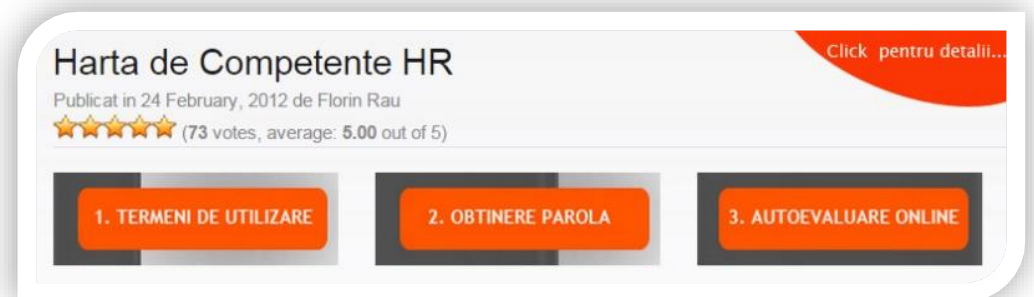 Harta de Competente HR
Click pentru detalii...
Publicat in 24 February, 2012 de Florin Rau
(73 votes, average: 5.00 out of 5)
1. TERMENI DE UTILIZARE
2. OBTINERE PAROLA
3. AUTOEVALUARE ONLINE